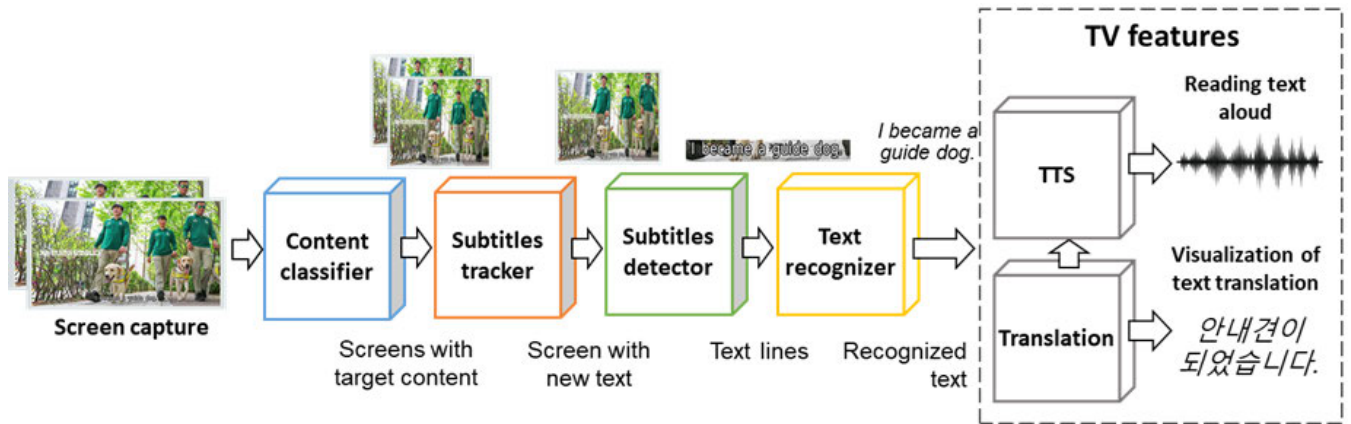 TV features
Reading text
aloud
I became a
guide dog.
I became a guide dog.
TTS
Content
classifier
Subtitles
tracker
Subtitles
detector
Text
recognizer
Visualization of
text translation
Screen capture
Translation
안내견이
되었습니다.
Screens with
target content
Screen with
new text
Text lines
Recognized
text